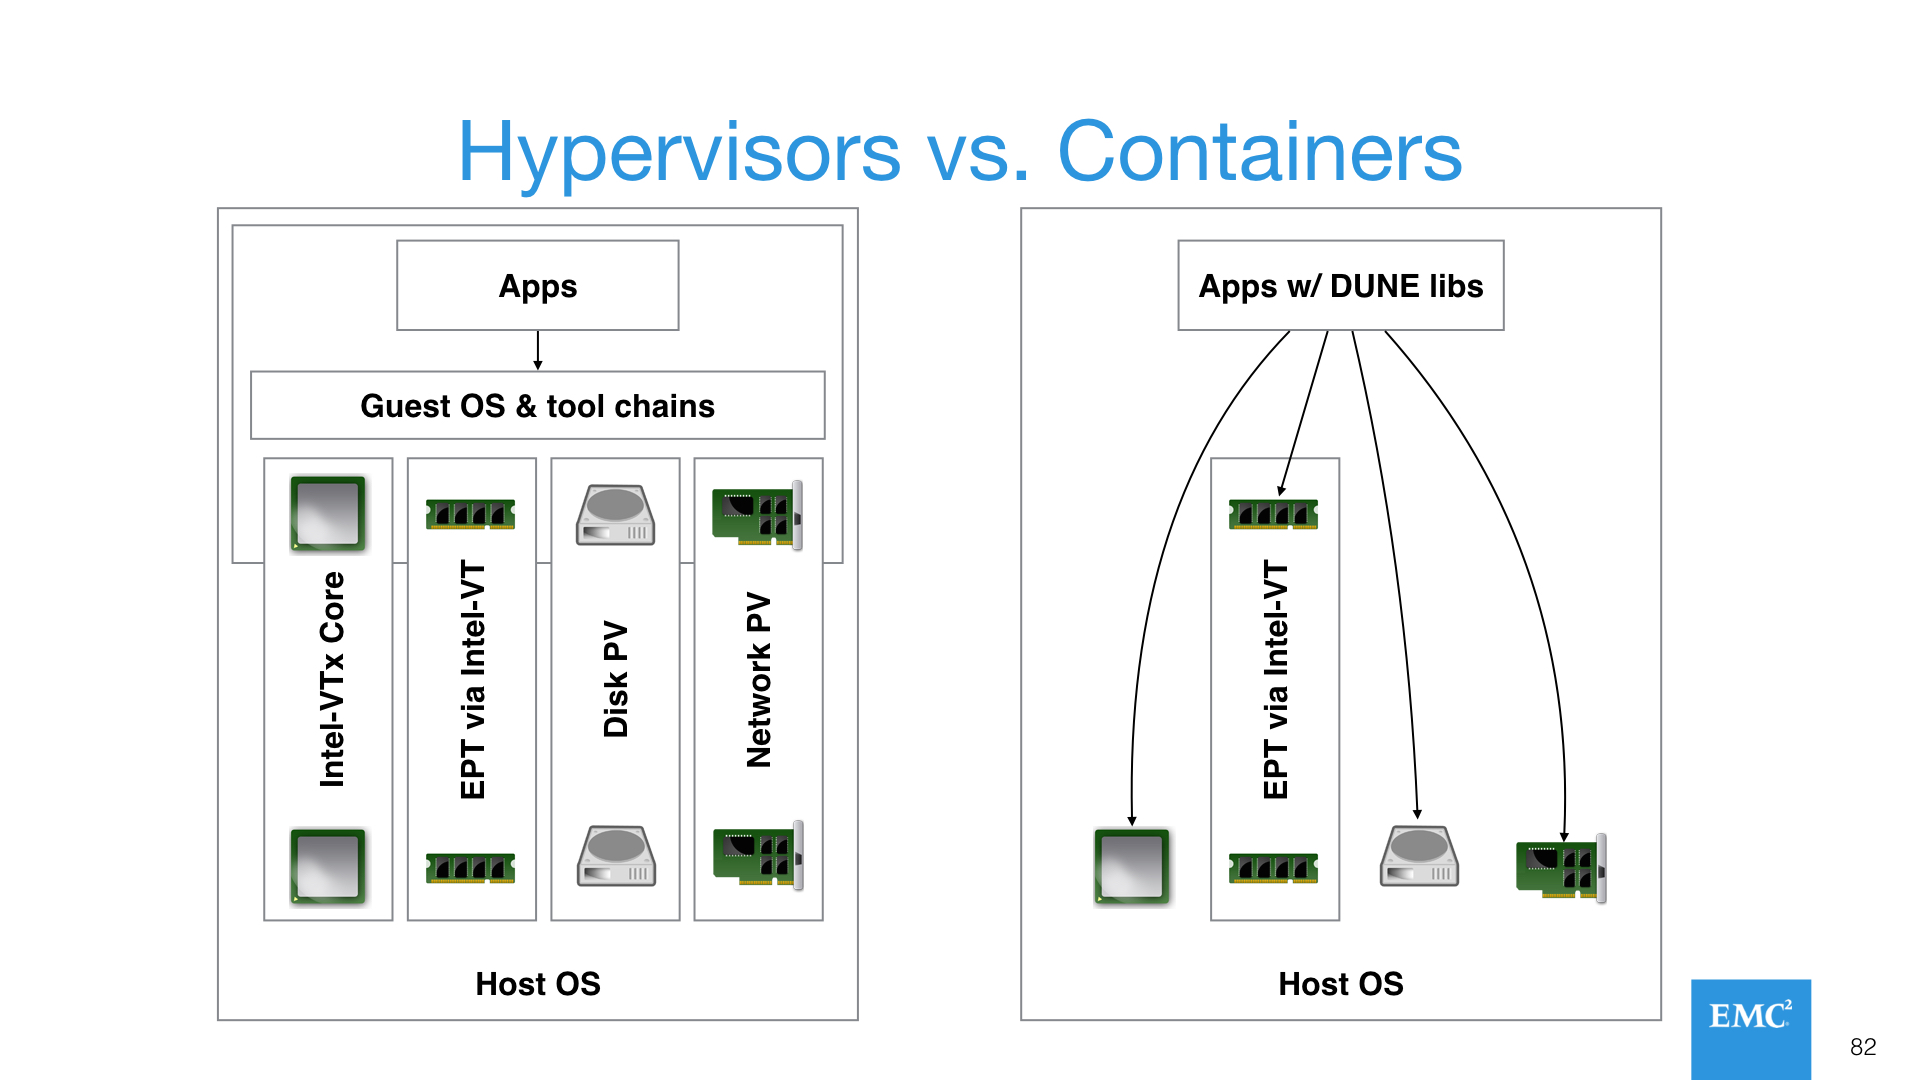 Hypervisors vs. Containers
Apps
Guest OS & tool chains
Intel-VTx Core
EPT via Intel-VT
Disk PV
Network PV
Host OS
Apps w/ DUNE libs
EPT via Intel-VT
Host OS
EMC²
82